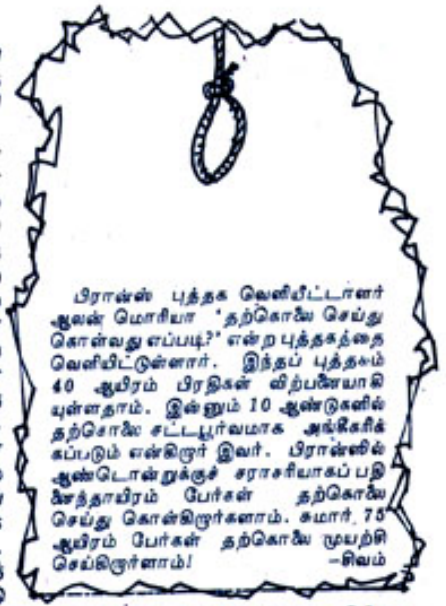 பிரான்ஸ் புத்தக வெளியீட்டாளர்
ஆலன் மொரியா 'தற்கொலை செய்து
கொள்வது எப்படி?' என்ற புத்தகத்தை
வெளியிட்டுள்ளார். இந்தப் புத்தகம்
40 ஆயிரம் பிரதிகள் விற்பனையாகி
யுள்ளதாம். இன்னும் 10 ஆண்டுகளில்
தற்கொலை சட்டபூர்வமாக அங்கீகரிக்
கப்படும் என்கிறார் இவர். பிரான்ஸில்
ஆண்டொன்றுக்குச் சராசரியாகப் பதி
னைந்தாயிரம் பேர்கள் தற்கொலை
செய்து கொள்கிறார்களாம். சுமார் 75
ஆயிரம் பேர்கள் தற்கொலை முயற்சி
செய்கிறார்களாம்!
–சிவம்